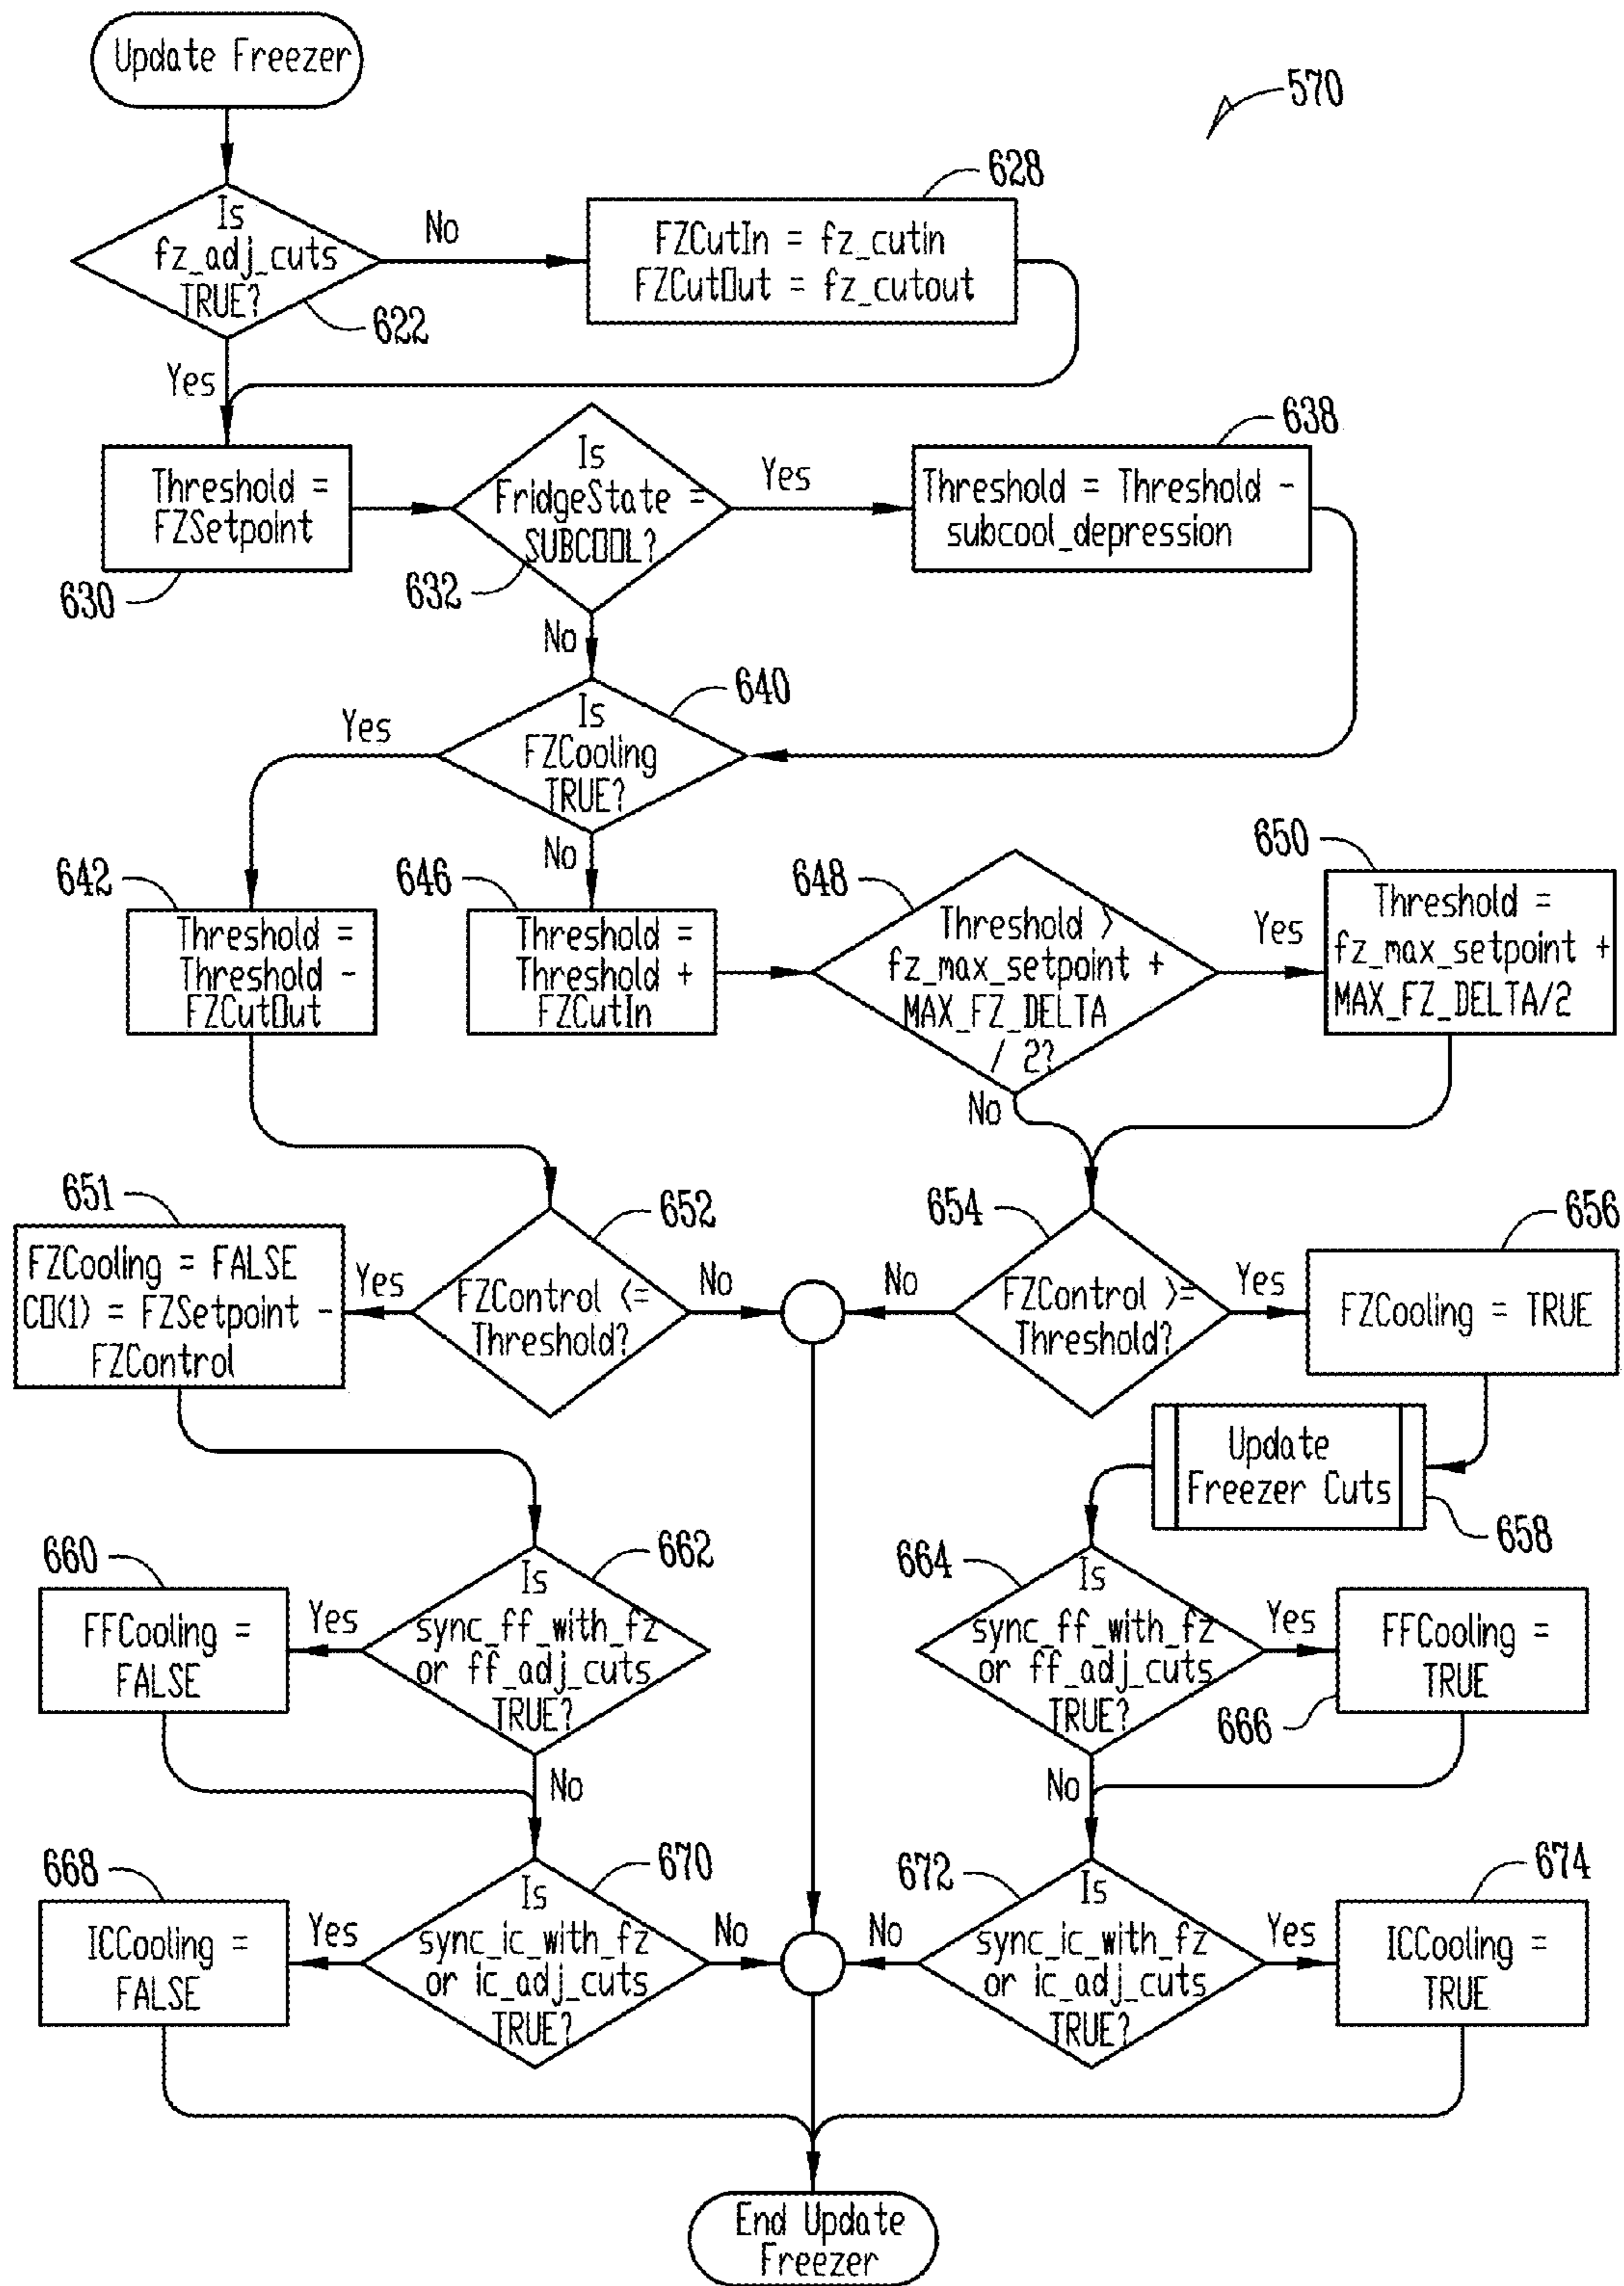 Update Freezer
570
Is
fz_adj_cuts
TRUE?
622
No
Yes
628
FZCutIn = fz_cutin
FZCutOut = fz_cutout
Threshold =
FZSetpoint
630
Is
FridgeState =
SUBCOOL?
632
Yes
No
638
Threshold = Threshold -
subcool_depression
640
Is
FZCooling
TRUE?
Yes
No
642
Threshold =
Threshold -
FZCutOut
646
Threshold =
Threshold +
FZCutIn
648
Threshold >
fz_max_setpoint +
MAX_FZ_DELTA
/ 2?
Yes
No
650
Threshold =
fz_max_setpoint +
MAX_FZ_DELTA/2
651
FZCooling = FALSE
CO(1) = FZSetpoint -
FZControl
Yes
652
FZControl <=
Threshold?
No
No
654
FZControl >=
Threshold?
Yes
656
FZCooling = TRUE
Update
Freezer Cuts
658
660
FFCooling =
FALSE
Yes
662
Is
sync_ff_with_fz
or ff_adj_cuts
TRUE?
No
664
Is
sync_ff_with_fz
or ff_adj_cuts
TRUE?
Yes
No
FFCooling =
TRUE
666
668
ICCooling =
FALSE
Yes
670
Is
sync_ic_with_fz
or ic_adj_cuts
TRUE?
No
No
672
Is
sync_ic_with_fz
or ic_adj_cuts
TRUE?
Yes
674
ICCooling =
TRUE
End Update
Freezer